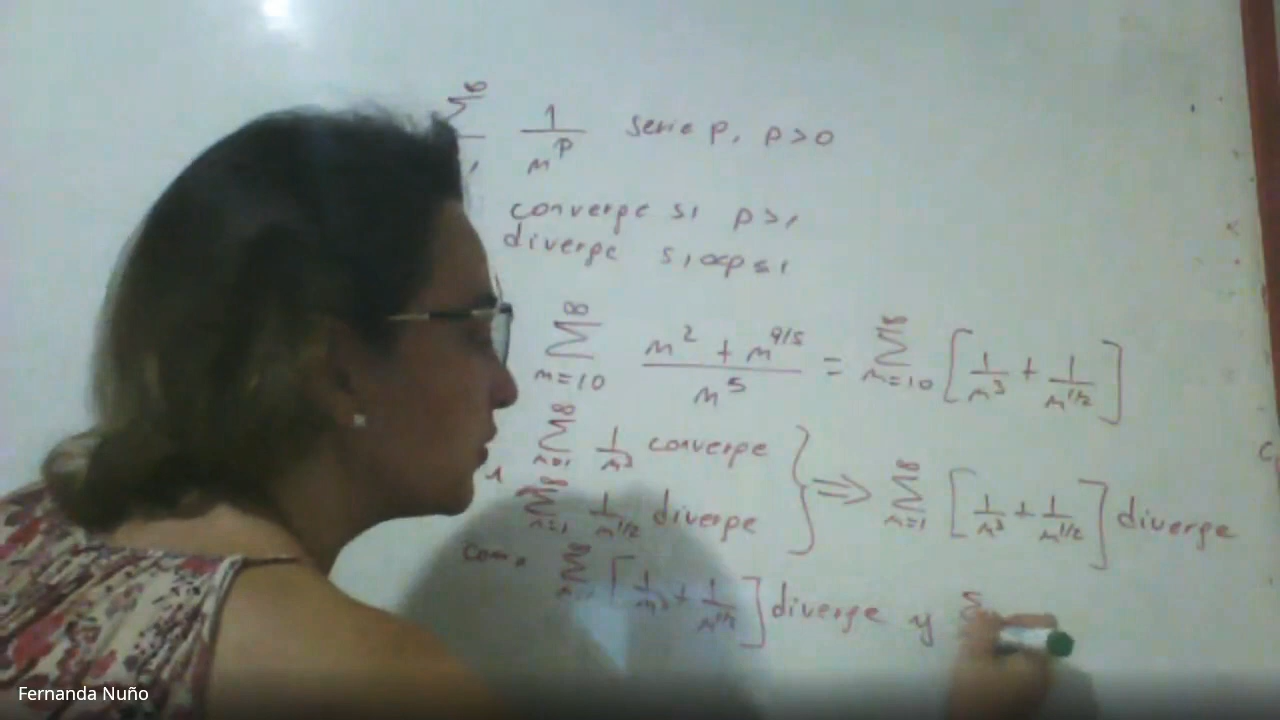 ∞ Σ 1/n^p serie p, p>0
converge si p>1
diverge si 0<p≤1
∞ Σ n=10 (n^2 + n^9/5)/n^5 = ∞ Σ n=10 [1/n^3 + 1/n^1/2]
∞ Σ n=1 1/n^3 converge
∞ Σ n=1 1/n^1/2 diverge } ⇒ ∞ Σ n=1 [1/n^3 + 1/n^1/2] diverge
Como ∞ Σ n=1 [1/n^3 + 1/n^1/2] diverge y
Fernanda Nuño